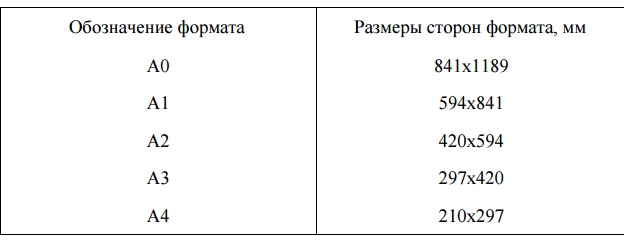 Обозначение формата Размеры сторон формата, мм
А0 841x1189
А1 594x841
А2 420x594
А3 297x420
А4 210x297